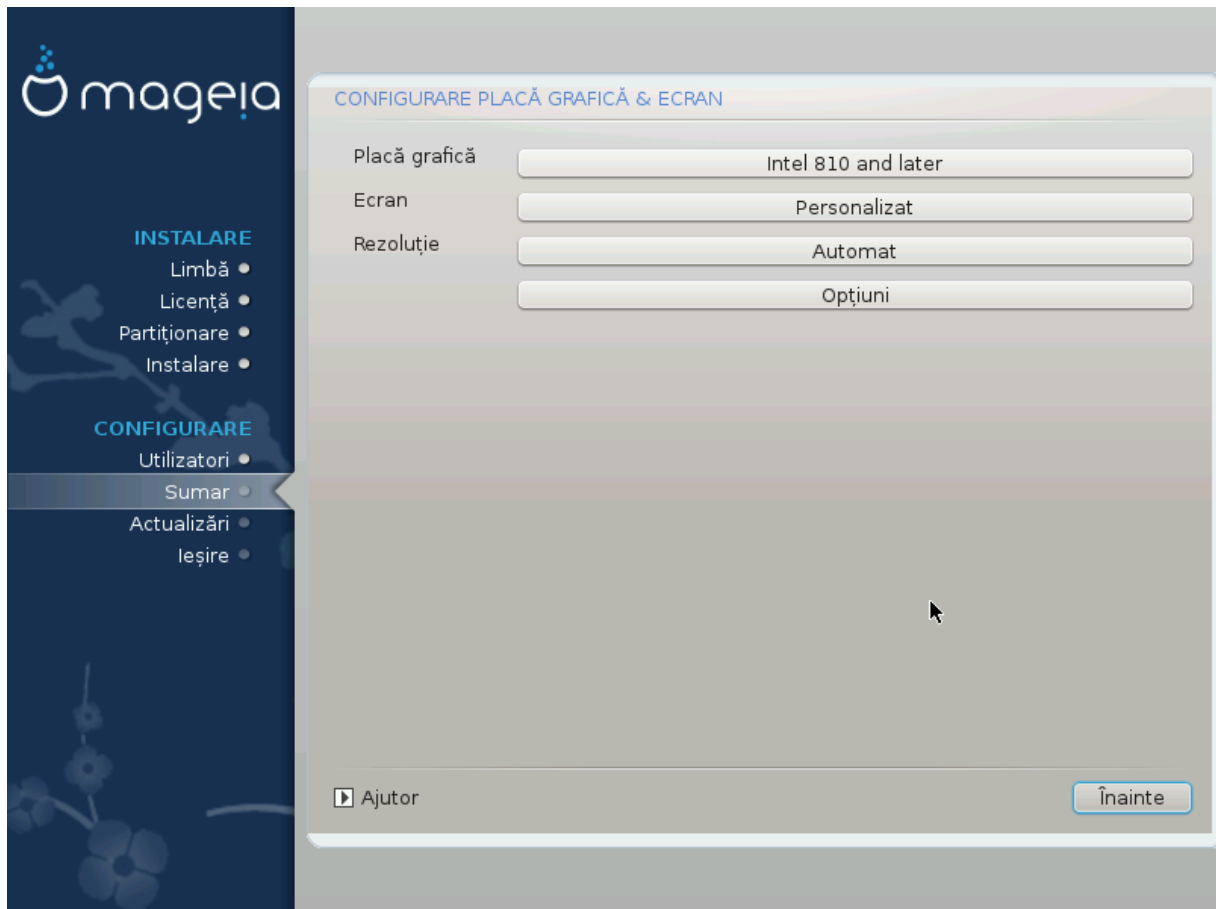 mageia
INSTALARE
Limbă
Licență
Partiționare
Instalare
CONFIGURARE
Utilizatori
Sumar
Actualizări
Ieșire
CONFIGURARE PLACĂ GRAFICĂ & ECRAN
Placă grafică Intel 810 and later
Ecran Personalizat
Rezoluție Automat
Opțiuni
Ajutor Înainte